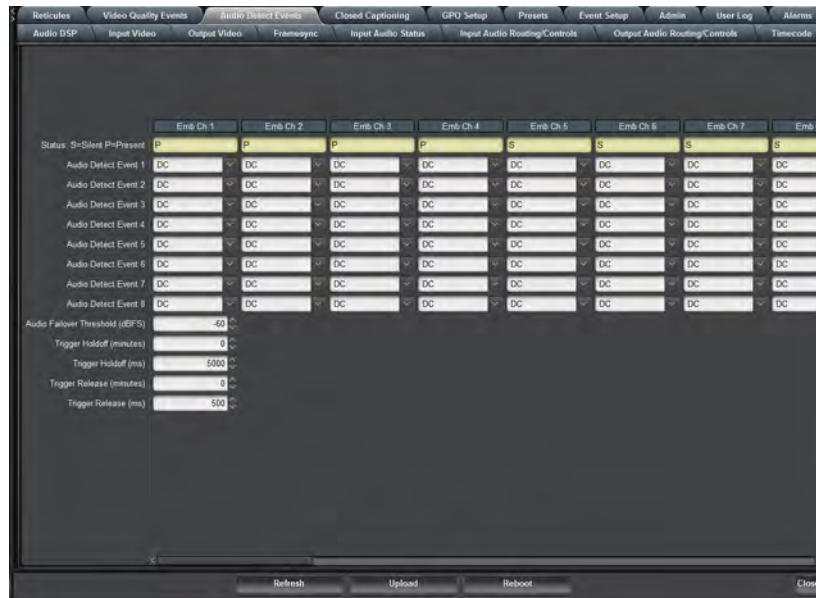 Reticules Video Quality Events Audio Detect Events Closed Captioning GPO Setup Presets Event Setup Admin User Log Alarms
Audio DSP Input Video Output Video Framesync Input Audio Status Input Audio Routing/Controls Output Audio Routing/Controls Timecode
Emb Ch 1 Emb Ch 2 Emb Ch 3 Emb Ch 4 Emb Ch 5 Emb Ch 6 Emb Ch 7 Emb
Status: S=Silent P=Present P P P P S S S S
Audio Detect Event 1 DC DC DC DC DC DC DC DC
Audio Detect Event 2 DC DC DC DC DC DC DC DC
Audio Detect Event 3 DC DC DC DC DC DC DC DC
Audio Detect Event 4 DC DC DC DC DC DC DC DC
Audio Detect Event 5 DC DC DC DC DC DC DC DC
Audio Detect Event 6 DC DC DC DC DC DC DC DC
Audio Detect Event 7 DC DC DC DC DC DC DC DC
Audio Detect Event 8 DC DC DC DC DC DC DC DC
Audio Failover Threshold (dBFS) -60
Trigger Holdoff (minutes) 0
Trigger Holdoff (ms) 5000
Trigger Release (minutes) 0
Trigger Release (ms) 500
Refresh Upload Reboot Close